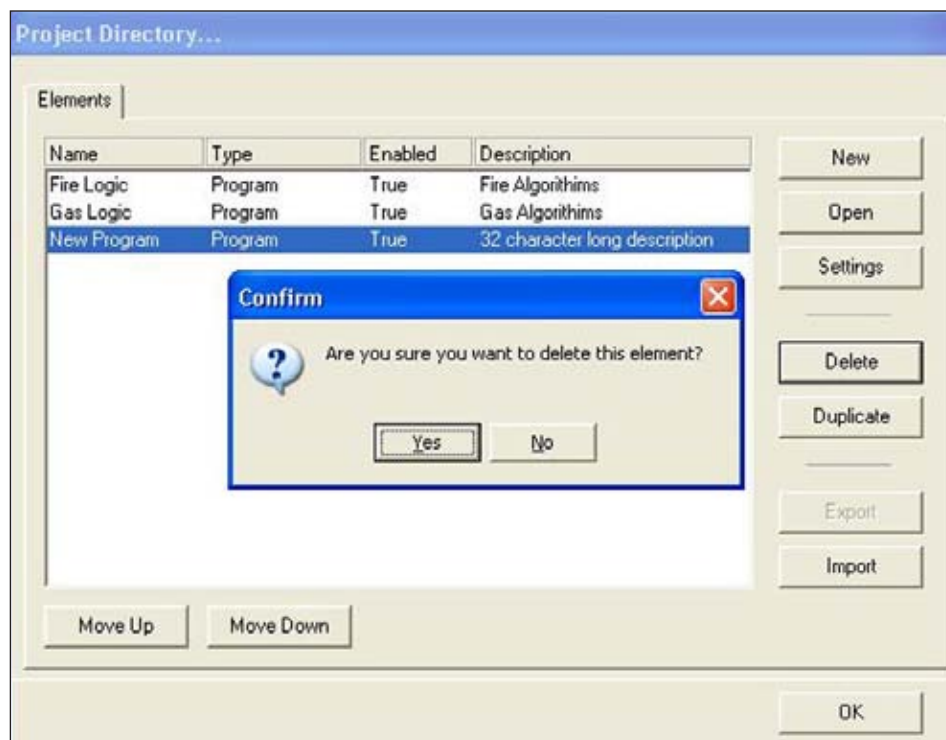 Project Directory...
Elements
Name Type Enabled Description
Fire Logic Program True Fire Algorithims
Gas Logic Program True Gas Algorithims
New Program Program True 32 character long description
Confirm
Are you sure you want to delete this element?
Yes No
New
Open
Settings
Delete
Duplicate
Export
Import
Move Up Move Down
OK